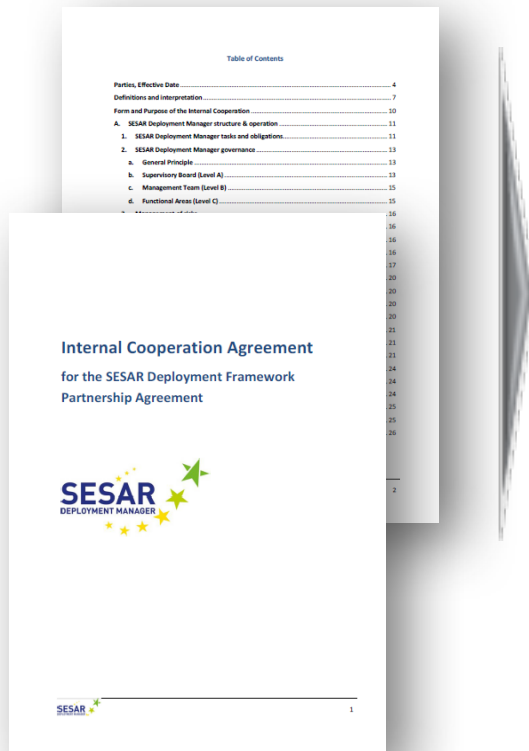 Table of Contents
Parties, Effective Date 4
Definitions and interpretation 7
Form and Purpose of the Internal Cooperation 10
A. SESAR Deployment Manager structure & operation 11
1. SESAR Deployment Manager tasks and obligations 11
2. SESAR Deployment Manager governance 13
a. General Principle 13
b. Supervisory Board (Level A) 13
c. Management Team (Level B) 15
d. Functional Areas (Level C) 15
16
16
16
16
17
20
20
20
20
21
21
21
24
24
24
25
25
26
2
Internal Cooperation Agreement
for the SESAR Deployment Framework
Partnership Agreement
SESAR
DEPLOYMENT MANAGER
SESAR
1